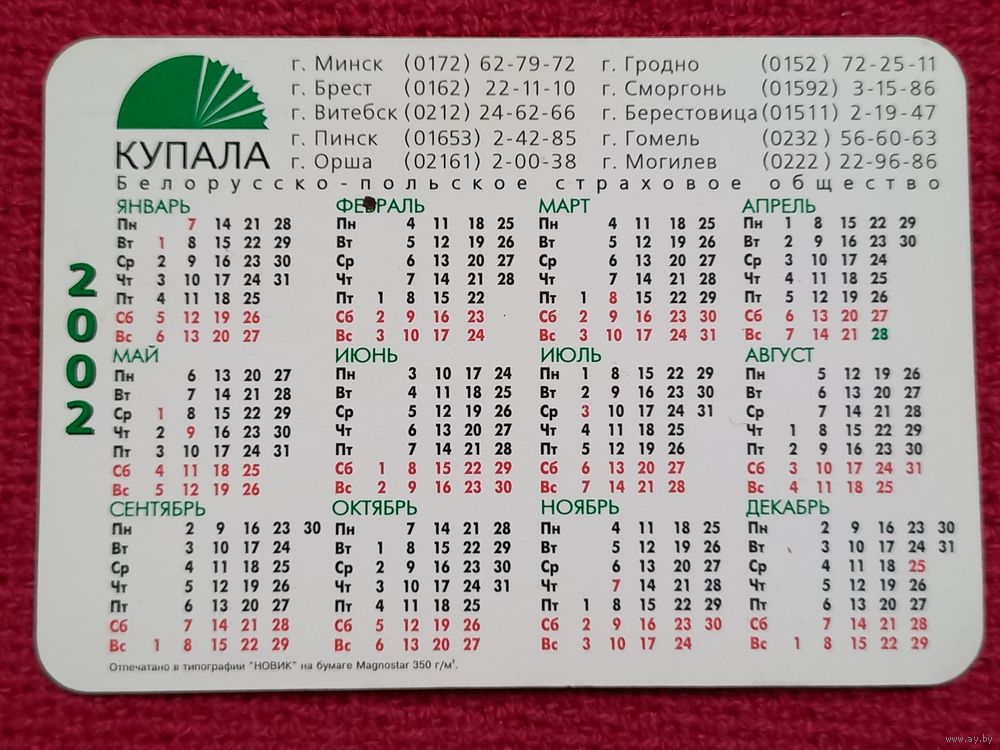 г. Минск (0172) 62-79-72 г. Гродно (0152 ) 72-25-11
г. Брест (0162) 22-11-10 г. Сморгонь (01592) 3-15-86
г. Витебск (0212) 24-62-66 г. Берестовица (01511) 2-19-47
г. Пинск (01653) 2-42-85 г. Гомель (0232) 56-60-63
г. Орша (02161) 2-00-38 г. Могилев (0222) 22-96-86
КУПАЛА
Белорусско-польское страховое общество
2002
ЯНВАРЬ ФЕВРАЛЬ МАРТ АПРЕЛЬ
Пн 7 14 21 28 Пн 4 11 18 25 Пн 4 11 18 25 Пн 1 8 15 22 29
Вт 1 8 15 22 29 Вт 5 12 19 26 Вт 5 12 19 26 Вт 2 9 16 23 30
Ср 2 9 16 23 30 Ср 6 13 20 27 Ср 6 13 20 27 Ср 3 10 17 24
Чт 3 10 17 24 31 Чт 7 14 21 28 Чт 7 14 21 28 Чт 4 11 18 25
Пт 4 11 18 25 Пт 1 8 15 22 Пт 1 8 15 22 29 Пт 5 12 19 26
Сб 5 12 19 26 Сб 2 9 16 23 Сб 2 9 16 23 30 Сб 6 13 20 27
Вс 6 13 20 27 Вс 3 10 17 24 Вс 3 10 17 24 31 Вс 7 14 21 28
МАЙ ИЮНЬ ИЮЛЬ АВГУСТ
Пн 6 13 20 27 Пн 3 10 17 24 Пн 1 8 15 22 29 Пн 5 12 19 26
Вт 7 14 21 28 Вт 4 11 18 25 Вт 2 9 16 23 30 Вт 6 13 20 27
Ср 1 8 15 22 29 Ср 5 12 19 26 Ср 3 10 17 24 31 Ср 7 14 21 28
Чт 2 9 16 23 30 Чт 6 13 20 27 Чт 4 11 18 25 Чт 1 8 15 22 29
Пт 3 10 17 24 31 Пт 7 14 21 28 Пт 5 12 19 26 Пт 2 9 16 23 30
Сб 4 11 18 25 Сб 1 8 15 22 29 Сб 6 13 20 27 Сб 3 10 17 24 31
Вс 5 12 19 26 Вс 2 9 16 23 30 Вс 7 14 21 28 Вс 4 11 18 25
СЕНТЯБРЬ ОКТЯБРЬ НОЯБРЬ ДЕКАБРЬ
Пн 2 9 16 23 30 Пн 7 14 21 28 Пн 4 11 18 25 Пн 2 9 16 23 30
Вт 3 10 17 24 Вт 1 8 15 22 29 Вт 5 12 19 26 Вт 3 10 17 24 31
Ср 4 11 18 25 Ср 2 9 16 23 30 Ср 6 13 20 27 Ср 4 11 18 25
Чт 5 12 19 26 Чт 3 10 17 24 31 Чт 7 14 21 28 Чт 5 12 19 26
Пт 6 13 20 27 Пт 4 11 18 25 Пт 1 8 15 22 29 Пт 6 13 20 27
Сб 7 14 21 28 Сб 5 12 19 26 Сб 2 9 16 23 30 Сб 7 14 21 28
Вс 1 8 15 22 29 Вс 6 13 20 27 Вс 3 10 17 24 Вс 1 8 15 22 29
Отпечатано в типографии "НОВИК" на бумаге Magnostar 350 г/м².
www.ay.by